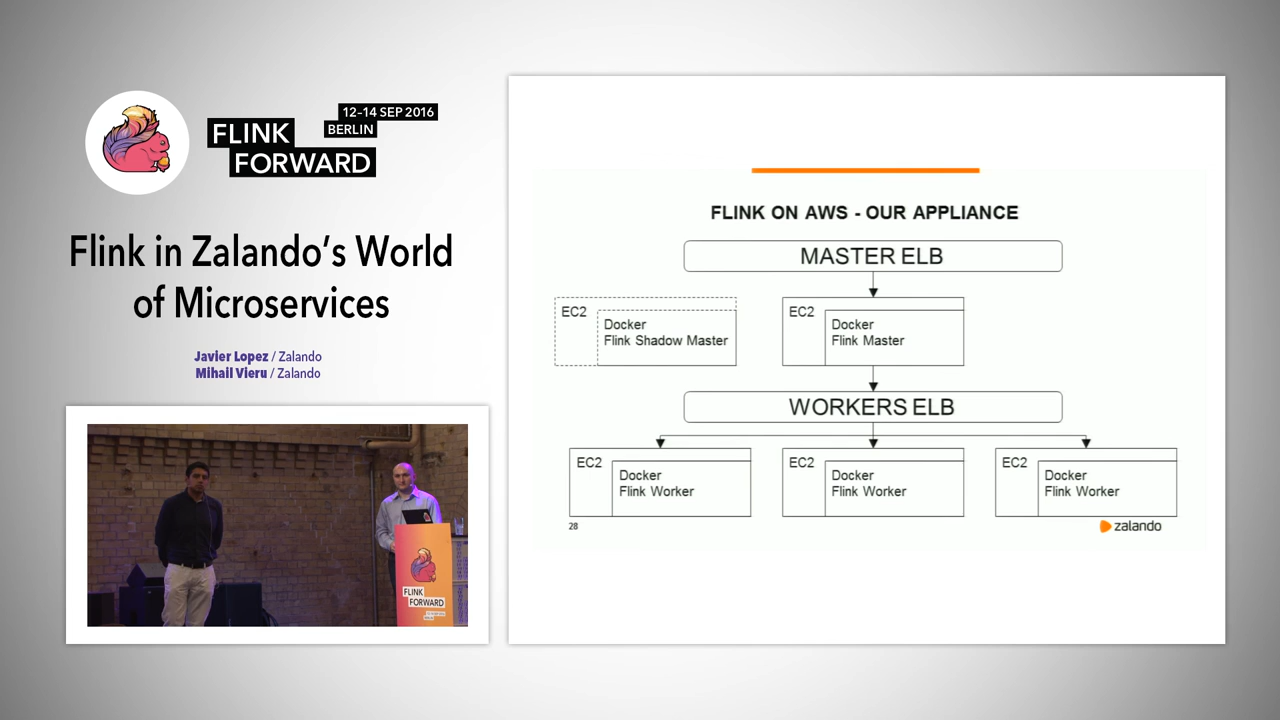 12–14 SEP 2016
BERLIN
FLINK
FORWARD
Flink in Zalando's World
of Microservices
Javier Lopez / Zalando
Mihail Vieru / Zalando
FLINK
FORWARD
FLINK ON AWS - OUR APPLIANCE
MASTER ELB
EC2
Docker
Flink Shadow Master
EC2
Docker
Flink Master
WORKERS ELB
EC2
Docker
Flink Worker
EC2
Docker
Flink Worker
EC2
Docker
Flink Worker
28
zalando